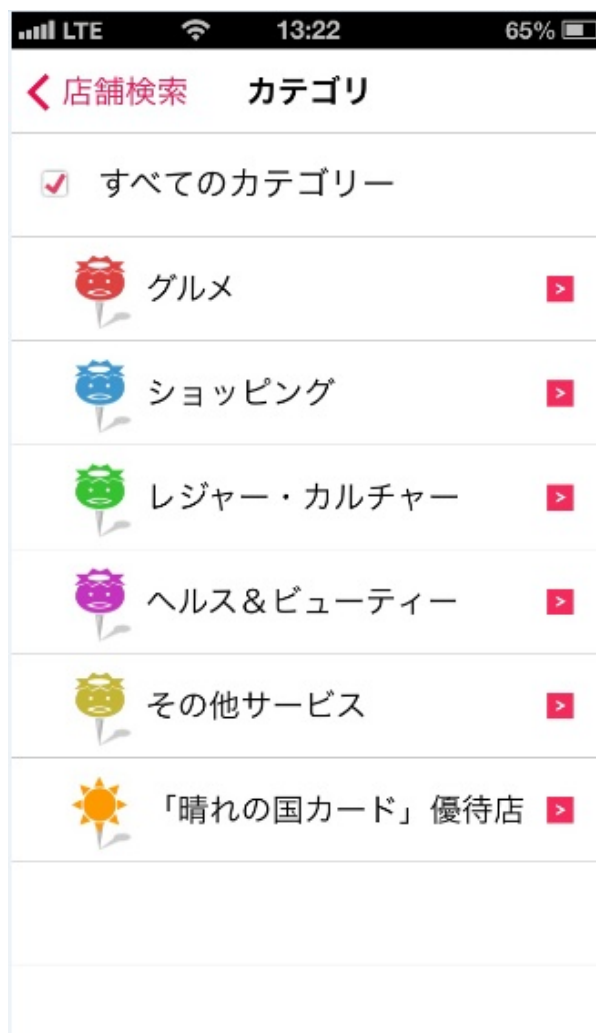 LTE 13:22 65%
店舗検索 カテゴリ
すべてのカテゴリー
グルメ
ショッピング
レジャー・カルチャー
ヘルス＆ビューティー
その他サービス
「晴れの国カード」優待店